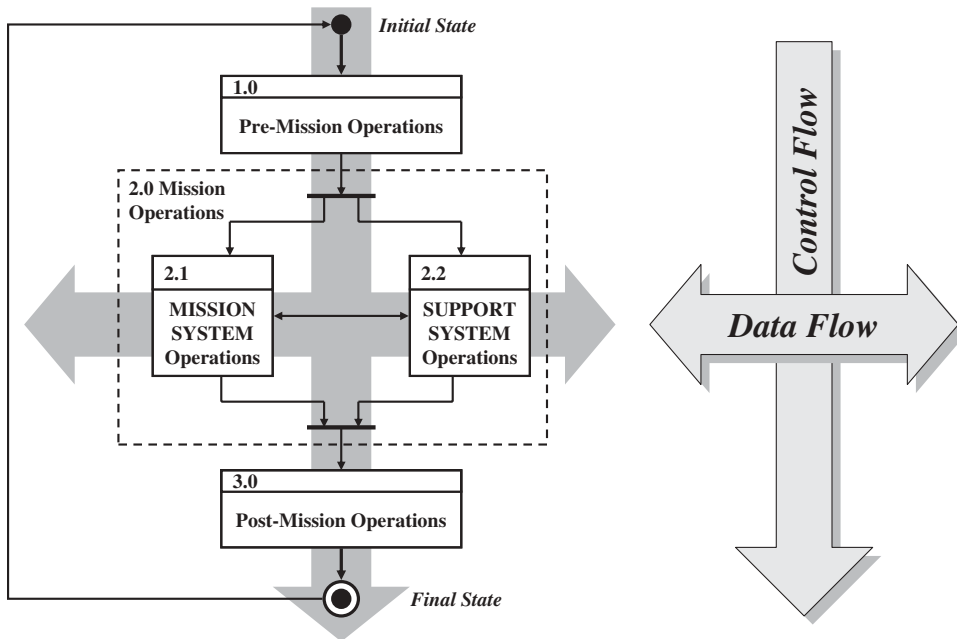 Initial State
1.0
Pre-Mission Operations
2.0 Mission
Operations
2.1
MISSION
SYSTEM
Operations
2.2
SUPPORT
SYSTEM
Operations
3.0
Post-Mission Operations
Final State
Control Flow
Data Flow